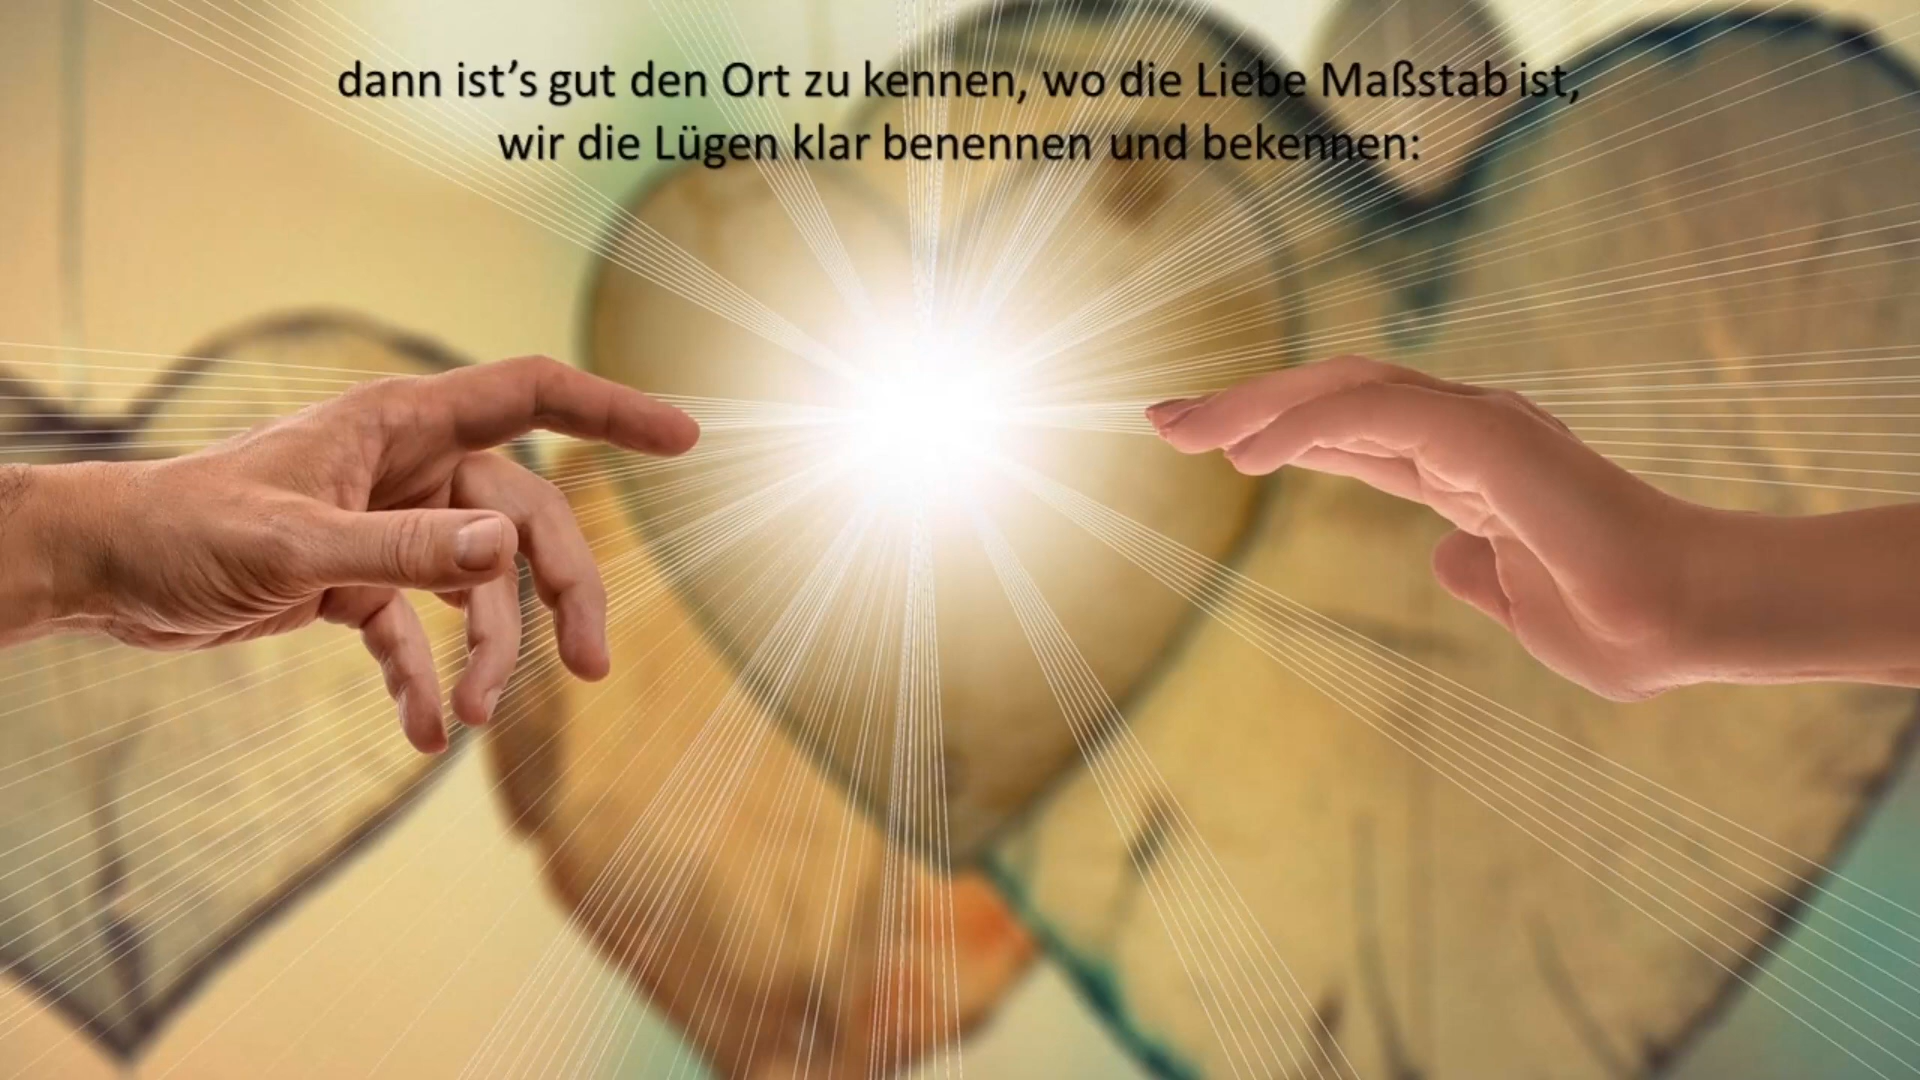 dann ist’s gut den Ort zu kennen, wo die Liebe Maßstab ist,
wir die Lügen klar benennen und bekennen: